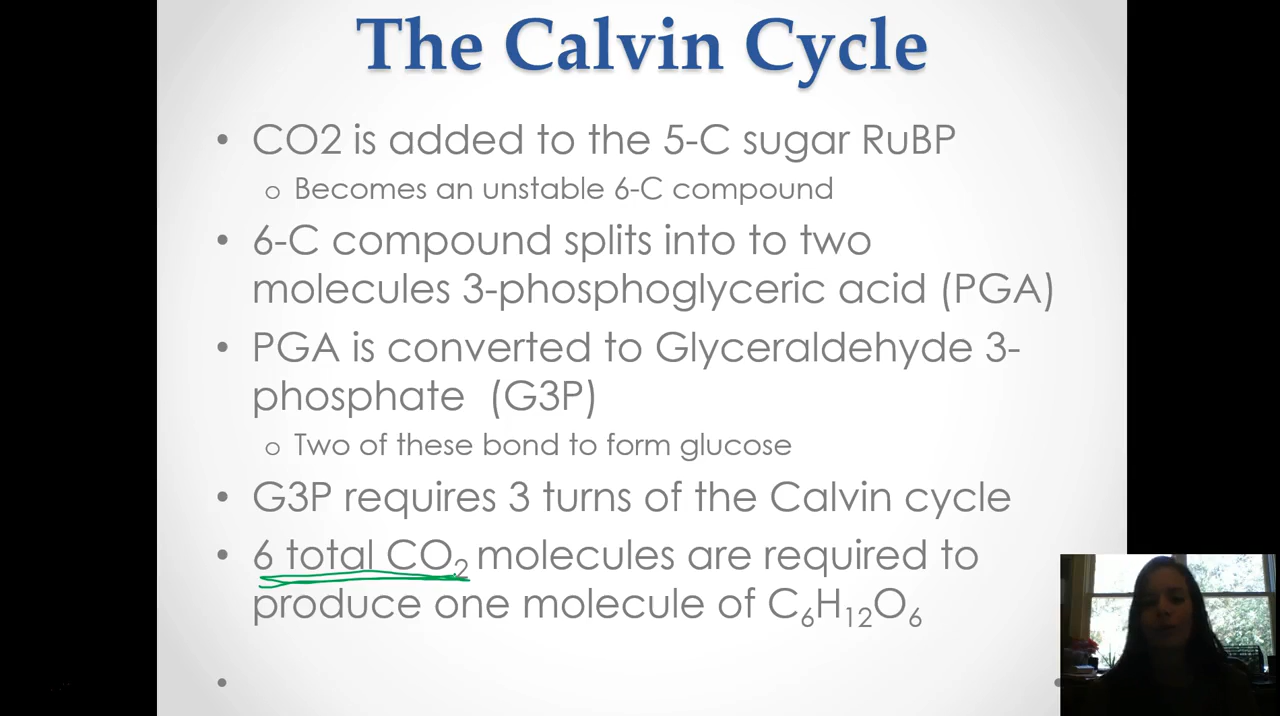 The Calvin Cycle
• CO2 is added to the 5-C sugar RuBP
o Becomes an unstable 6-C compound
• 6-C compound splits into to two
molecules 3-phosphoglyceric acid (PGA)
• PGA is converted to Glyceraldehyde 3-
phosphate (G3P)
o Two of these bond to form glucose
• G3P requires 3 turns of the Calvin cycle
• 6 total CO₂ molecules are required to
produce one molecule of C₆H₁₂O₆